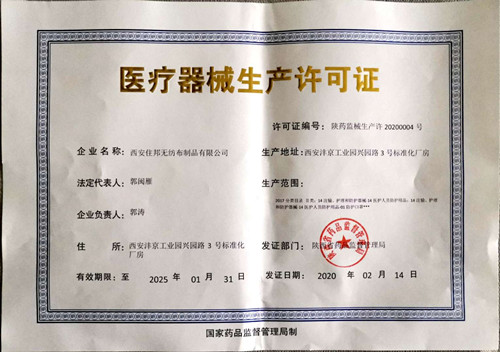 医疗器械生产许可证
许可证编号：陕药监械生产许 20200004 号
企业名称：西安住邦无纺布制品有限公司
生产地址：西安沣京工业园兴园路 3 号标准化厂房
法定代表人：郭闽雁
生产范围：
企业负责人：郭涛
住所：西安沣京工业园兴园路 3 号标准化
厂房
发证部门：陕西省药品监督管理局
有效期限：至 2025 年 01 月 31 日
发证日期：2020 年 02 月 14 日
国家药品监督管理局制